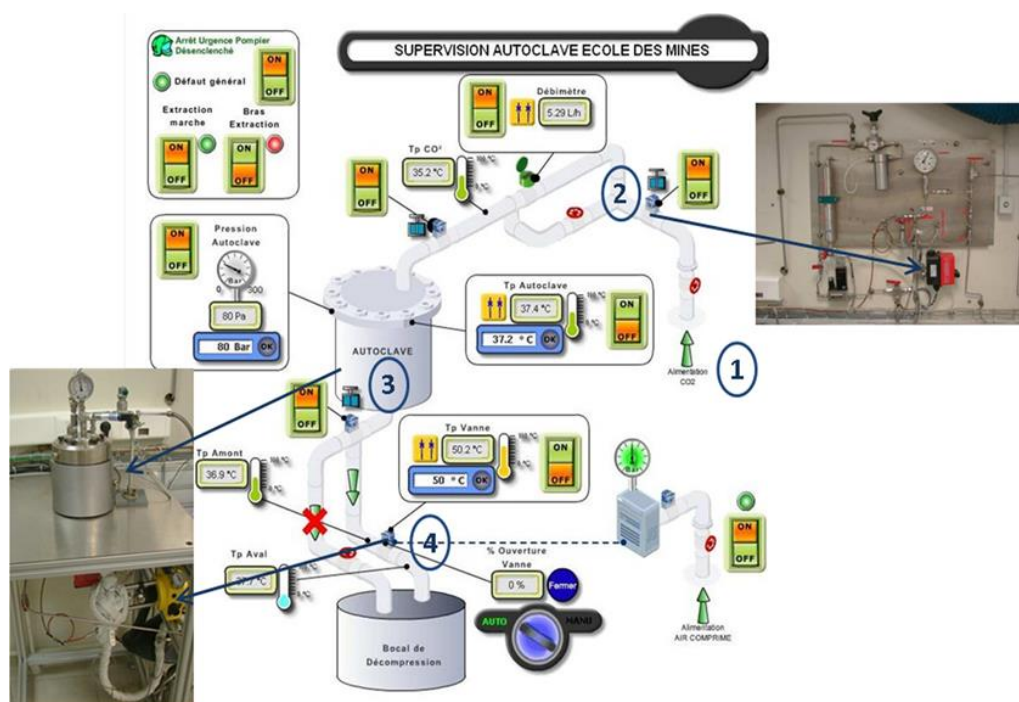 SUPERVISION AUTOCLAVE ECOLE DES MINES
Arrêt Urgence Pompier
Désenclenché
ON
OFF
Défaut général
Extraction
marche
Bras
Extraction
ON
OFF
ON
OFF
Débimètre
ON
OFF
5.29 L/h
Tp CO²
35.2 °C
ON
OFF
2
ON
OFF
Pression
Autoclave
ON
OFF
Bar
0
300
80 Pa
80 Bar
OK
Tp Autoclave
37.4 °C
37.2 ° C
OK
ON
OFF
AUTOCLAVE
3
Alimentation
CO2
1
ON
OFF
Tp Vanne
50.2 °C
50 ° C
OK
ON
OFF
Tp Amont
36.9 °C
Bar
ON
OFF
4
Tp Aval
% Ouverture
Vanne
0 %
Fermer
AUTO
MANU
Alimentation
AIR COMPRIME
Bocal de
Décompression